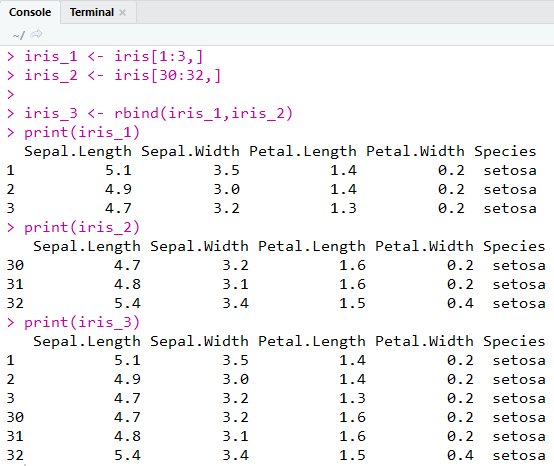 Console Terminal ×
~/
> iris_1 <- iris[1:3,]
> iris_2 <- iris[30:32,]
>
> iris_3 <- rbind(iris_1,iris_2)
> print(iris_1)
  Sepal.Length Sepal.Width Petal.Length Petal.Width Species
1          5.1         3.5          1.4         0.2  setosa
2          4.9         3.0          1.4         0.2  setosa
3          4.7         3.2          1.3         0.2  setosa
> print(iris_2)
   Sepal.Length Sepal.Width Petal.Length Petal.Width Species
30          4.7         3.2          1.6         0.2  setosa
31          4.8         3.1          1.6         0.2  setosa
32          5.4         3.4          1.5         0.4  setosa
> print(iris_3)
   Sepal.Length Sepal.Width Petal.Length Petal.Width Species
1           5.1         3.5          1.4         0.2  setosa
2           4.9         3.0          1.4         0.2  setosa
3           4.7         3.2          1.3         0.2  setosa
30          4.7         3.2          1.6         0.2  setosa
31          4.8         3.1          1.6         0.2  setosa
32          5.4         3.4          1.5         0.4  setosa